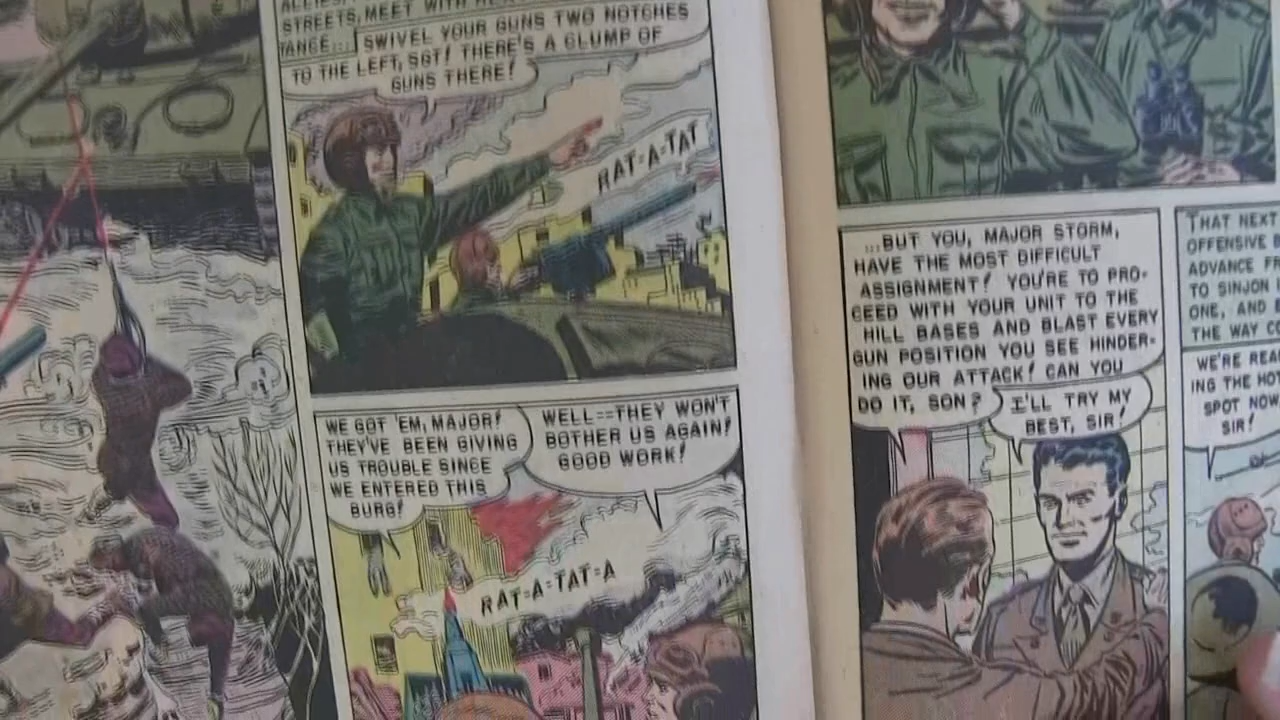 STREETS, MEET WITH
TANCE...
SWIVEL YOUR GUNS TWO NOTCHES
TO THE LEFT, SGT! THERE'S A CLUMP OF
GUNS THERE!
RAT-A-TAT
WE GOT 'EM, MAJOR!
THEY'VE BEEN GIVING
US TROUBLE SINCE
WE ENTERED THIS
BURG!
WELL--THEY WON'T
BOTHER US AGAIN!
GOOD WORK!
RAT-A-TAT-A
...BUT YOU, MAJOR STORM,
HAVE THE MOST DIFFICULT
ASSIGNMENT! YOU'RE TO PRO-
CEED WITH YOUR UNIT TO THE
HILL BASES AND BLAST EVERY
GUN POSITION YOU SEE HINDER-
ING OUR ATTACK! CAN YOU
DO IT, SON?
I'LL TRY MY
BEST, SIR!
THAT NEXT
OFFENSIVE
ADVANCE
TO SINJON
ONE, AND
THE WAY
WE'RE
ING THE HOT
SPOT NOW,
SIR!